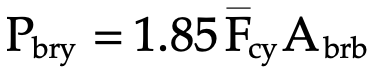 P_bry = 1.85 F̅_cy A_brb